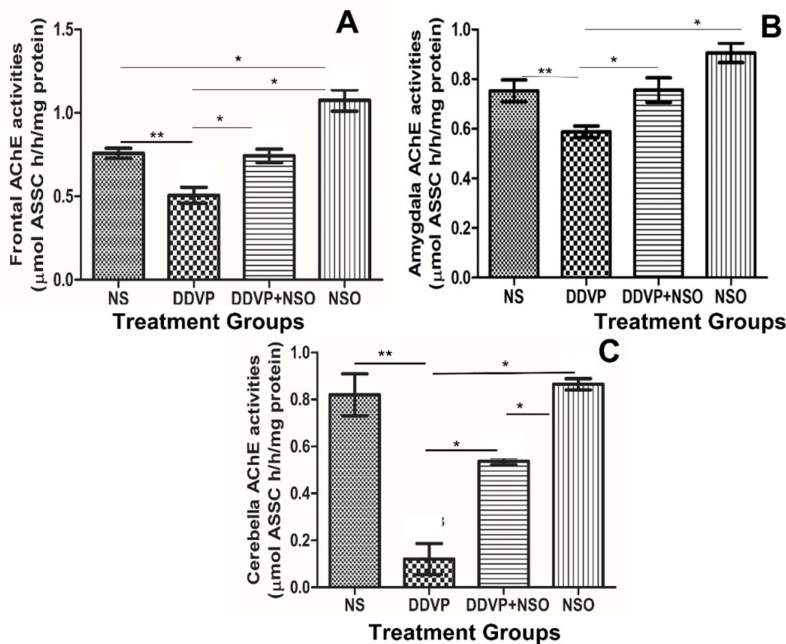 A
Frontal AChE activities
(μmol ASSC h/h/mg protein)
1.5
1.0
0.5
0.0
*
*
**
*
NS DDVP DDVP+NSO NSO
Treatment Groups
B
Amygdala AChE activities
(μmol ASSC h/h/mg protein)
1.0
0.8
0.6
0.4
0.2
0.0
*
**
*
NS DDVP DDVP+NSO NSO
Treatment Groups
C
Cerebella AChE activities
(μmol ASSC h/h/mg protein)
1.0
0.8
0.6
0.4
0.2
0.0
**
*
*
*
NS DDVP DDVP+NSO NSO
Treatment Groups